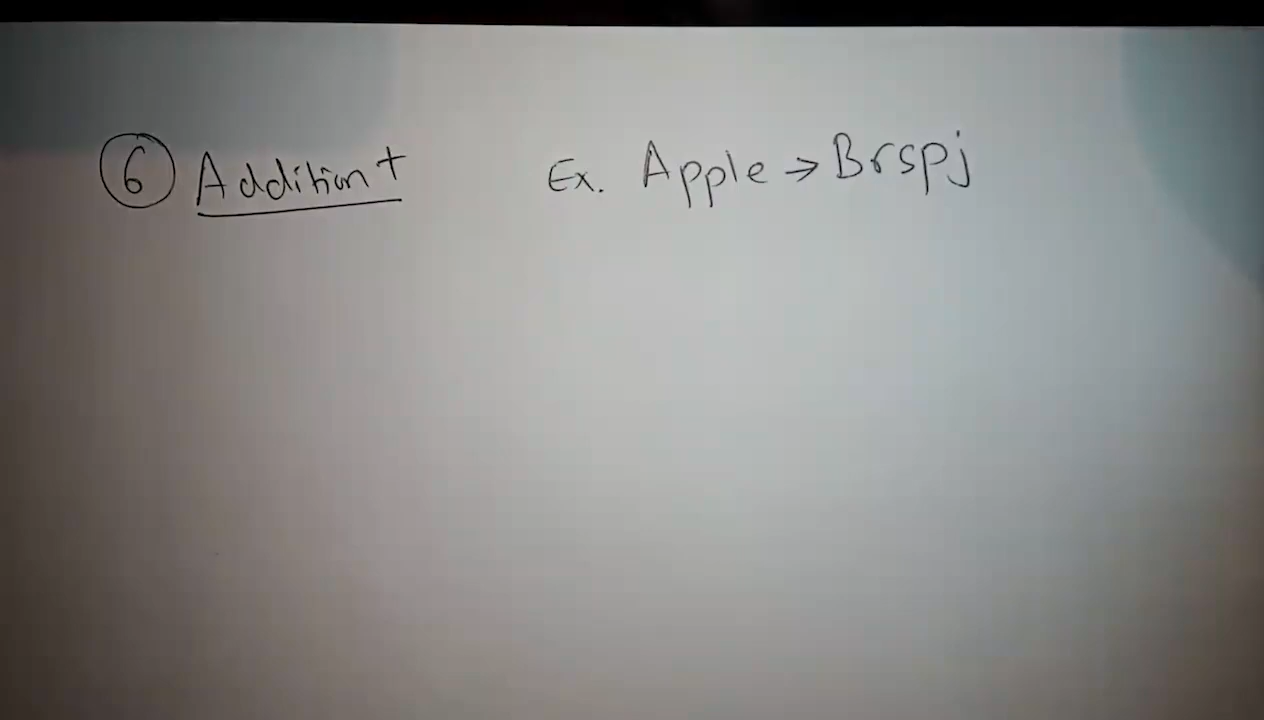 6 Addition + Ex. Apple → Brspj